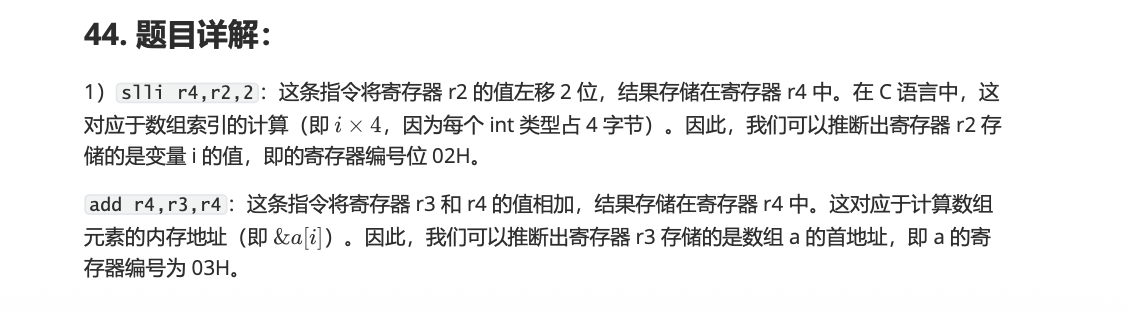 44. 题目详解：
1）slli r4,r2,2：这条指令将寄存器 r2 的值左移 2 位，结果存储在寄存器 r4 中。在 C 语言中，这
对应于数组索引的计算（即 i × 4，因为每个 int 类型占 4 字节）。因此，我们可以推断出寄存器 r2 存
储的是变量 i 的值，即的寄存器编号位 02H。
add r4,r3,r4：这条指令将寄存器 r3 和 r4 的值相加，结果存储在寄存器 r4 中。这对应于计算数组
元素的内存地址（即 &a[i]）。因此，我们可以推断出寄存器 r3 存储的是数组 a 的首地址，即 a 的寄
存器编号为 03H。